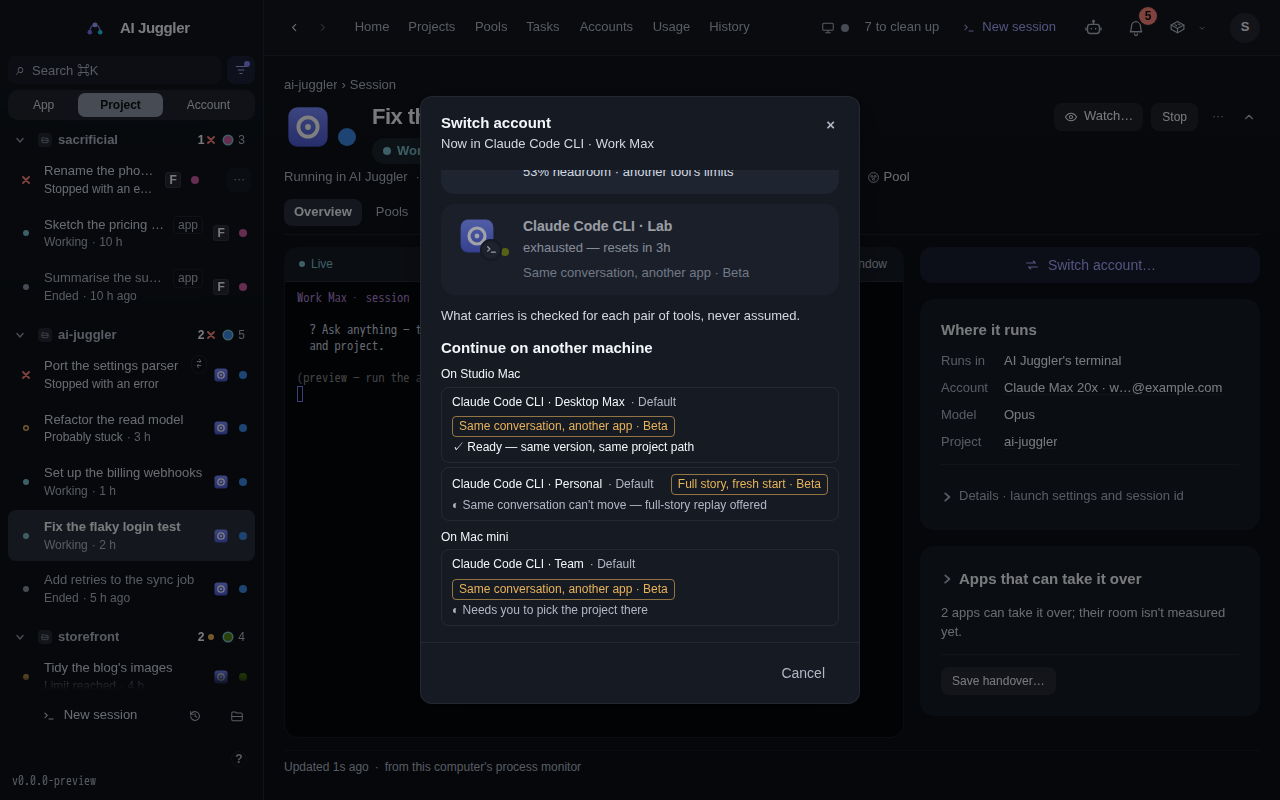 AI Juggler
Search ⌘K
App
Project
Account
sacrificial
1
3
Rename the pho…
Stopped with an e…
F
Sketch the pricing …
app
Working · 10 h
F
Summarise the su…
app
Ended · 10 h ago
F
ai-juggler
2
5
Port the settings parser
Stopped with an error
Refactor the read model
Probably stuck · 3 h
Set up the billing webhooks
Working · 1 h
Fix the flaky login test
Working · 2 h
Add retries to the sync job
Ended · 5 h ago
storefront
2
4
Tidy the blog's images
Limit reached · 4 h
New session
?
v0.0.0-preview
Home
Projects
Pools
Tasks
Accounts
Usage
History
7 to clean up
New session
5
S
ai-juggler › Session
Fix th
Wor
Watch…
Stop
Running in AI Juggler ·
Pool
Overview
Pools
Live
ndow
Work Max · session
? Ask anything — t
and project.
(preview — run the a
Switch account…
Where it runs
Runs in
AI Juggler's terminal
Account
Claude Max 20x · w…@example.com
Model
Opus
Project
ai-juggler
Details · launch settings and session id
Apps that can take it over
2 apps can take it over; their room isn't measured
yet.
Save handover…
Updated 1s ago · from this computer's process monitor
Switch account
×
Now in Claude Code CLI · Work Max
53% headroom · another tool's limits
Claude Code CLI · Lab
exhausted — resets in 3h
Same conversation, another app · Beta
What carries is checked for each pair of tools, never assumed.
Continue on another machine
On Studio Mac
Claude Code CLI · Desktop Max · Default
Same conversation, another app · Beta
✓ Ready — same version, same project path
Claude Code CLI · Personal · Default
Full story, fresh start · Beta
Same conversation can't move — full-story replay offered
On Mac mini
Claude Code CLI · Team · Default
Same conversation, another app · Beta
Needs you to pick the project there
Cancel